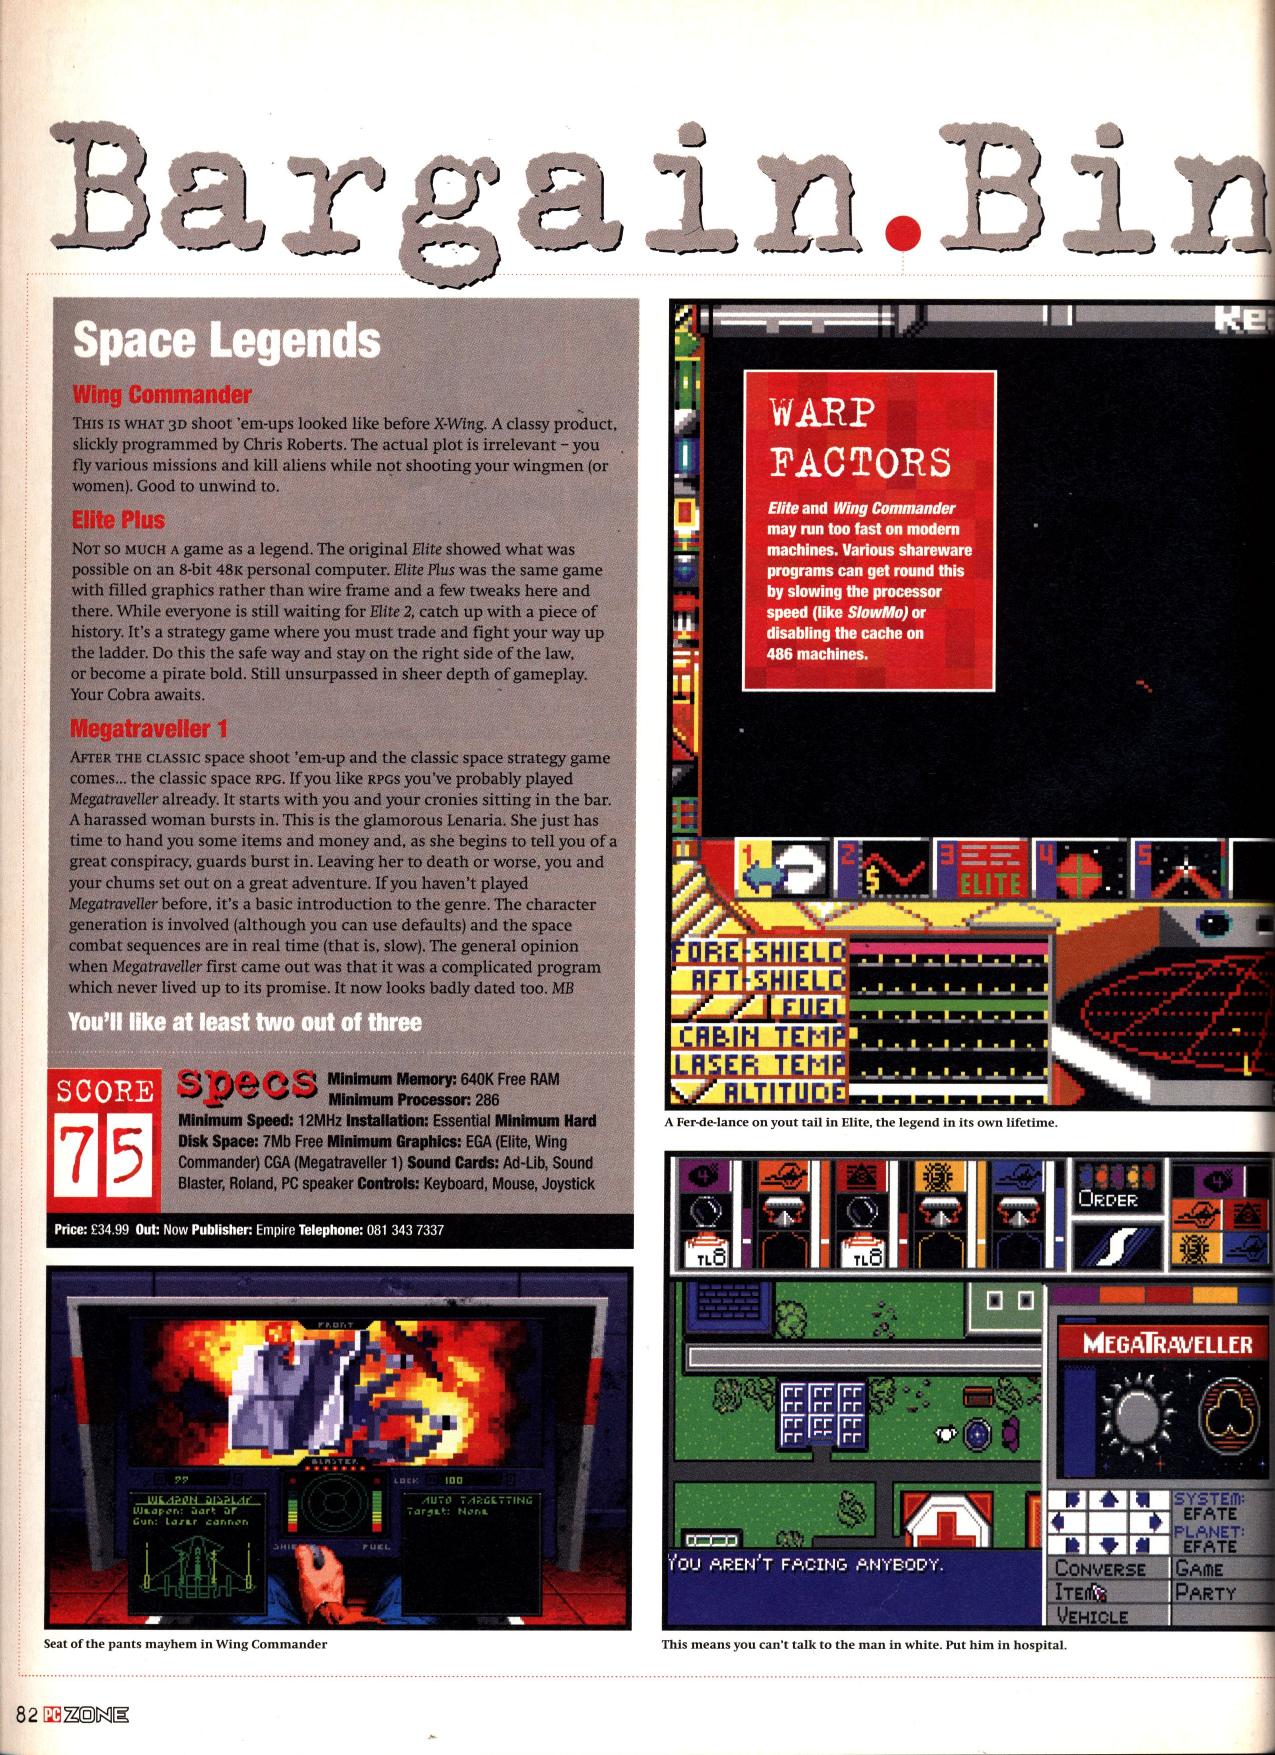 Bargain.Bin
Space Legends
Wing Commander
THIS IS WHAT 3D shoot 'em-ups looked like before X-Wing. A classy product,
slickly programmed by Chris Roberts. The actual plot is irrelevant – you
fly various missions and kill aliens while not shooting your wingmen (or
women). Good to unwind to.
Elite Plus
NOT SO MUCH A game as a legend. The original Elite showed what was
possible on an 8-bit 48K personal computer. Elite Plus was the same game
with filled graphics rather than wire frame and a few tweaks here and
there. While everyone is still waiting for Elite 2, catch up with a piece of
history. It's a strategy game where you must trade and fight your way up
the ladder. Do this the safe way and stay on the right side of the law,
or become a pirate bold. Still unsurpassed in sheer depth of gameplay.
Your Cobra awaits.
Megatraveller 1
AFTER THE CLASSIC space shoot 'em-up and the classic space strategy game
comes... the classic space RPG. If you like RPGs you've probably played
Megatraveller already. It starts with you and your cronies sitting in the bar.
A harassed woman bursts in. This is the glamorous Lenaria. She just has
time to hand you some items and money and, as she begins to tell you of a
great conspiracy, guards burst in. Leaving her to death or worse, you and
your chums set out on a great adventure. If you haven't played
Megatraveller before, it's a basic introduction to the genre. The character
generation is involved (although you can use defaults) and the space
combat sequences are in real time (that is, slow). The general opinion
when Megatraveller first came out was that it was a complicated program
which never lived up to its promise. It now looks badly dated too. MB
You'll like at least two out of three
SCORE
75
specs
Minimum Memory: 640K Free RAM
Minimum Processor: 286
Minimum Speed: 12MHz Installation: Essential Minimum Hard
Disk Space: 7Mb Free Minimum Graphics: EGA (Elite, Wing
Commander) CGA (Megatraveller 1) Sound Cards: Ad-Lib, Sound
Blaster, Roland, PC speaker Controls: Keyboard, Mouse, Joystick
Price: £34.99 Out: Now Publisher: Empire Telephone: 081 343 7337
FRONT
BLASTER
LOCK 100
WEAPON DISPLAY
Weapon: Dart DF
Gun: Laser cannon
AUTO TARGETTING
Target: None
SHIE
FUEL
Seat of the pants mayhem in Wing Commander
WARP
FACTORS
Elite and Wing Commander
may run too fast on modern
machines. Various shareware
programs can get round this
by slowing the processor
speed (like SlowMo) or
disabling the cache on
486 machines.
1 2 $ 3 ELITE 4 5
FORE-SHIELD
AFT-SHIELD
FUEL
CABIN TEMP
LASER TEMP
ALTITUDE
A Fer-de-lance on yout tail in Elite, the legend in its own lifetime.
ORDER
TL8
TL8
MEGATRAVELLER
SYSTEM:
EFATE
PLANET:
EFATE
YOU AREN'T FACING ANYBODY.
CONVERSE GAME
ITEM PARTY
VEHICLE
This means you can't talk to the man in white. Put him in hospital.
82 PC ZONE